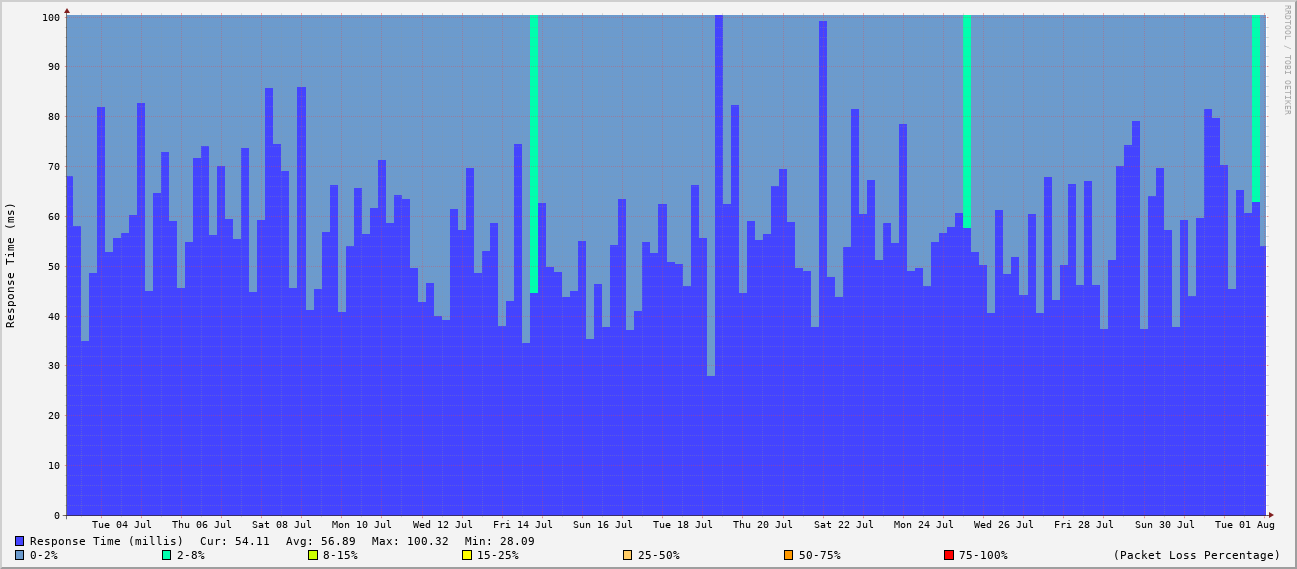 RRDTOOL / TOBI OETIKER
Response Time (ms)
100
90
80
70
60
50
40
30
20
10
0
Tue 04 Jul Thu 06 Jul Sat 08 Jul Mon 10 Jul Wed 12 Jul Fri 14 Jul Sun 16 Jul Tue 18 Jul Thu 20 Jul Sat 22 Jul Mon 24 Jul Wed 26 Jul Fri 28 Jul Sun 30 Jul Tue 01 Aug
Response Time (millis) Cur: 54.11 Avg: 56.89 Max: 100.32 Min: 28.09
0-2% 2-8% 8-15% 15-25% 25-50% 50-75% 75-100% (Packet Loss Percentage)